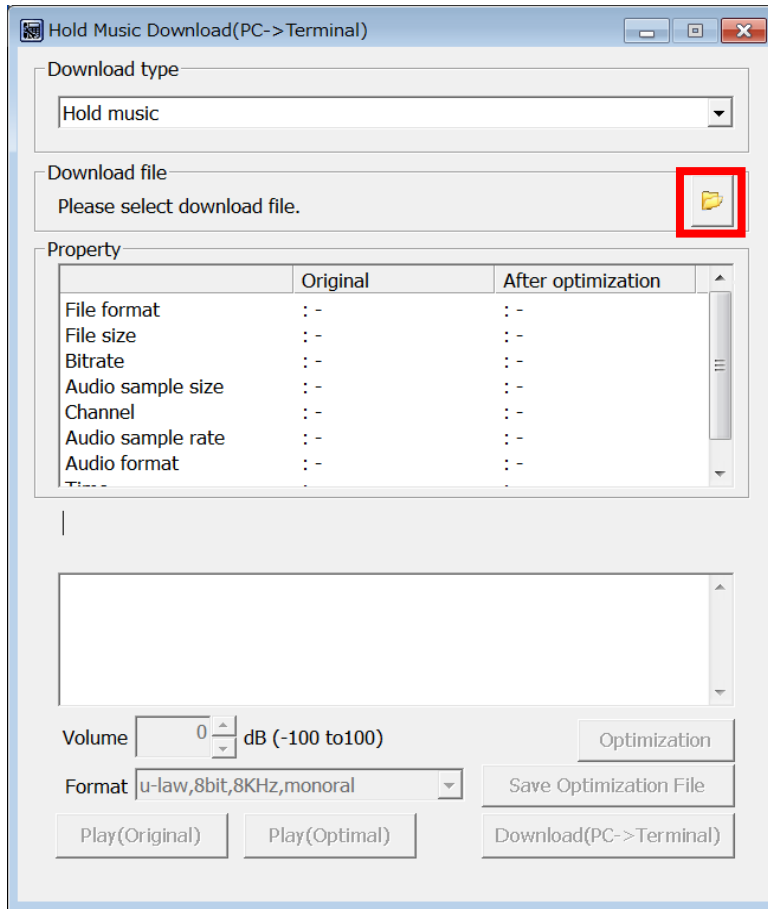 Hold Music Download(PC->Terminal)
Download type
Hold music
Download file
Please select download file.
Property
Original After optimization
File format : - : -
File size : - : -
Bitrate : - : -
Audio sample size : - : -
Channel : - : -
Audio sample rate : - : -
Audio format : - : -
Time : :
Volume 0 dB (-100 to100) Optimization
Format u-law,8bit,8KHz,monoral Save Optimization File
Play(Original) Play(Optimal) Download(PC->Terminal)